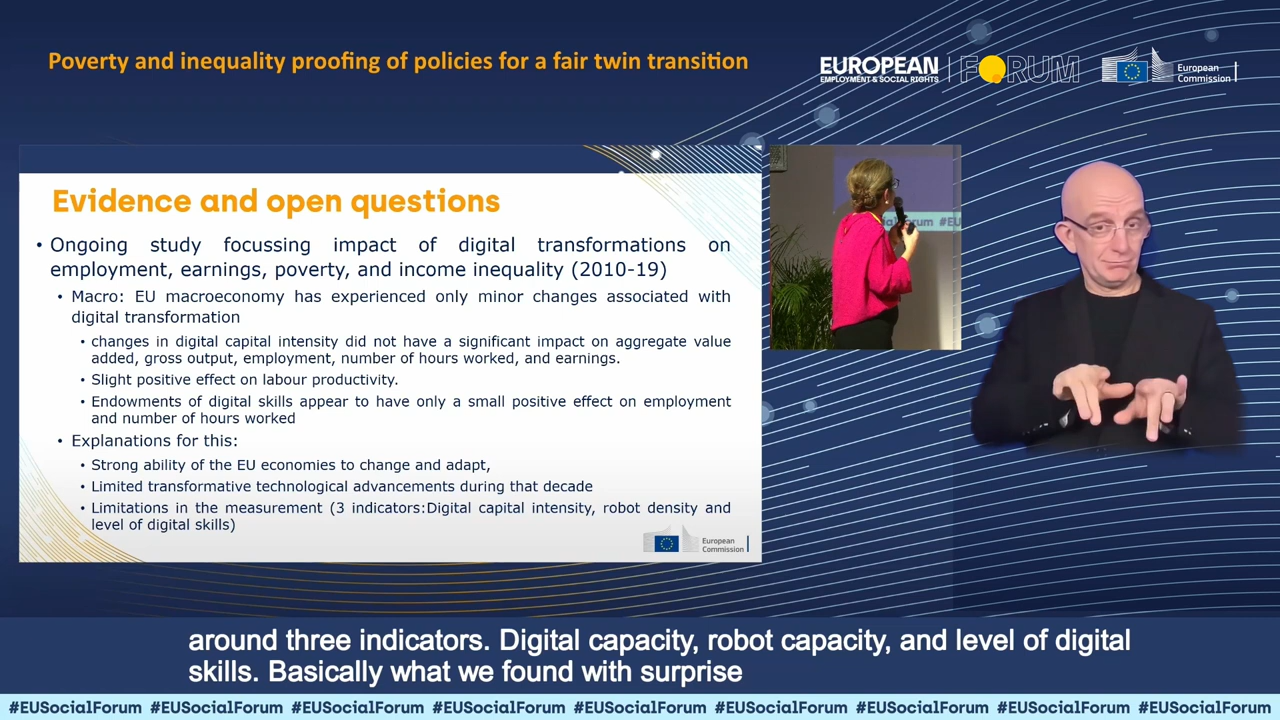 Poverty and inequality proofing of policies for a fair twin transition
EUROPEAN
EMPLOYMENT & SOCIAL RIGHTS
FORUM
European
Commission
Evidence and open questions
• Ongoing study focussing impact of digital transformations on
employment, earnings, poverty, and income inequality (2010-19)
• Macro: EU macroeconomy has experienced only minor changes associated with
digital transformation
• changes in digital capital intensity did not have a significant impact on aggregate value
added, gross output, employment, number of hours worked, and earnings.
• Slight positive effect on labour productivity.
• Endowments of digital skills appear to have only a small positive effect on employment
and number of hours worked
• Explanations for this:
• Strong ability of the EU economies to change and adapt,
• Limited transformative technological advancements during that decade
• Limitations in the measurement (3 indicators:Digital capital intensity, robot density and
level of digital skills)
European
Commission
cialForum #EU
around three indicators. Digital capacity, robot capacity, and level of digital
skills. Basically what we found with surprise
#EUSocialForum #EUSocialForum #EUSocialForum #EUSocialForum #EUSocialForum #EUSocialForum #EUSocialForum #EUSocialForum #EUSocialForum